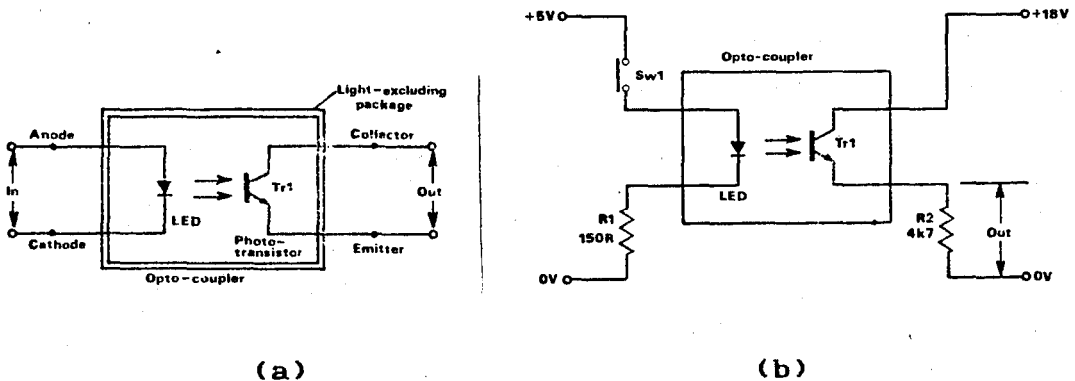 Light-excluding
package
Anode
Collector
In
LED
Tr1
Out
Cathode
Photo-
transistor
Emitter
Opto-coupler
(a)
+5V
+18V
Sw1
Opto-coupler
Tr1
LED
R1
150R
R2
4k7
Out
0V
0V
(b)